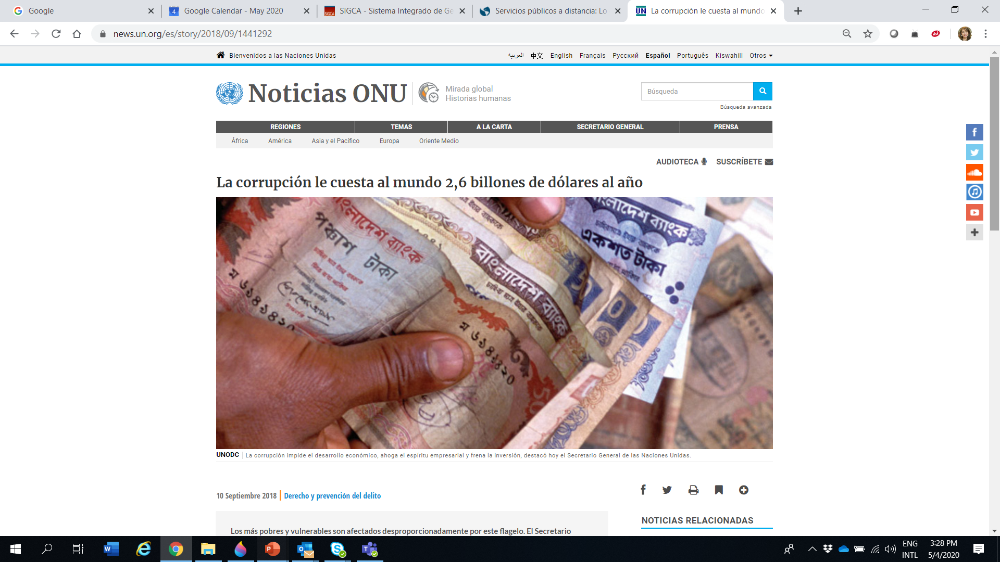 Google
Google Calendar - May 2020
SIGCA - Sistema Integrado de Ge
Servicios públicos a distancia: Lo
La corrupción le cuesta al mundo
news.un.org/es/story/2018/09/1441292
Bienvenidos a las Naciones Unidas
العربية 中文 English Français Русский Español Português Kiswahili Otros
Noticias ONU
Mirada global
Historias humanas
Búsqueda
Búsqueda avanzada
REGIONES TEMAS A LA CARTA SECRETARIO GENERAL PRENSA
África América Asia y el Pacífico Europa Oriente Medio
AUDIOTECA SUSCRÍBETE
La corrupción le cuesta al mundo 2,6 billones de dólares al año
বাংলাদেশ ব্যাংক
পঞ্চাশ টাকা
ম ৬১৪১৪২০
বাংলাদেশ ব্যাংক
ম ৬১৪১৪২০
বাংলাদেশ ব্যাংক
একশত টাকা
UNODC La corrupción impide el desarrollo económico, ahoga el espíritu empresarial y frena la inversión, destacó hoy el Secretario General de las Naciones Unidas.
10 Septiembre 2018 Derecho y prevención del delito
NOTICIAS RELACIONADAS
Los más pobres y vulnerables son afectados desproporcionadamente por este flagelo. El Secretario
ENG
INTL
3:28 PM
5/4/2020